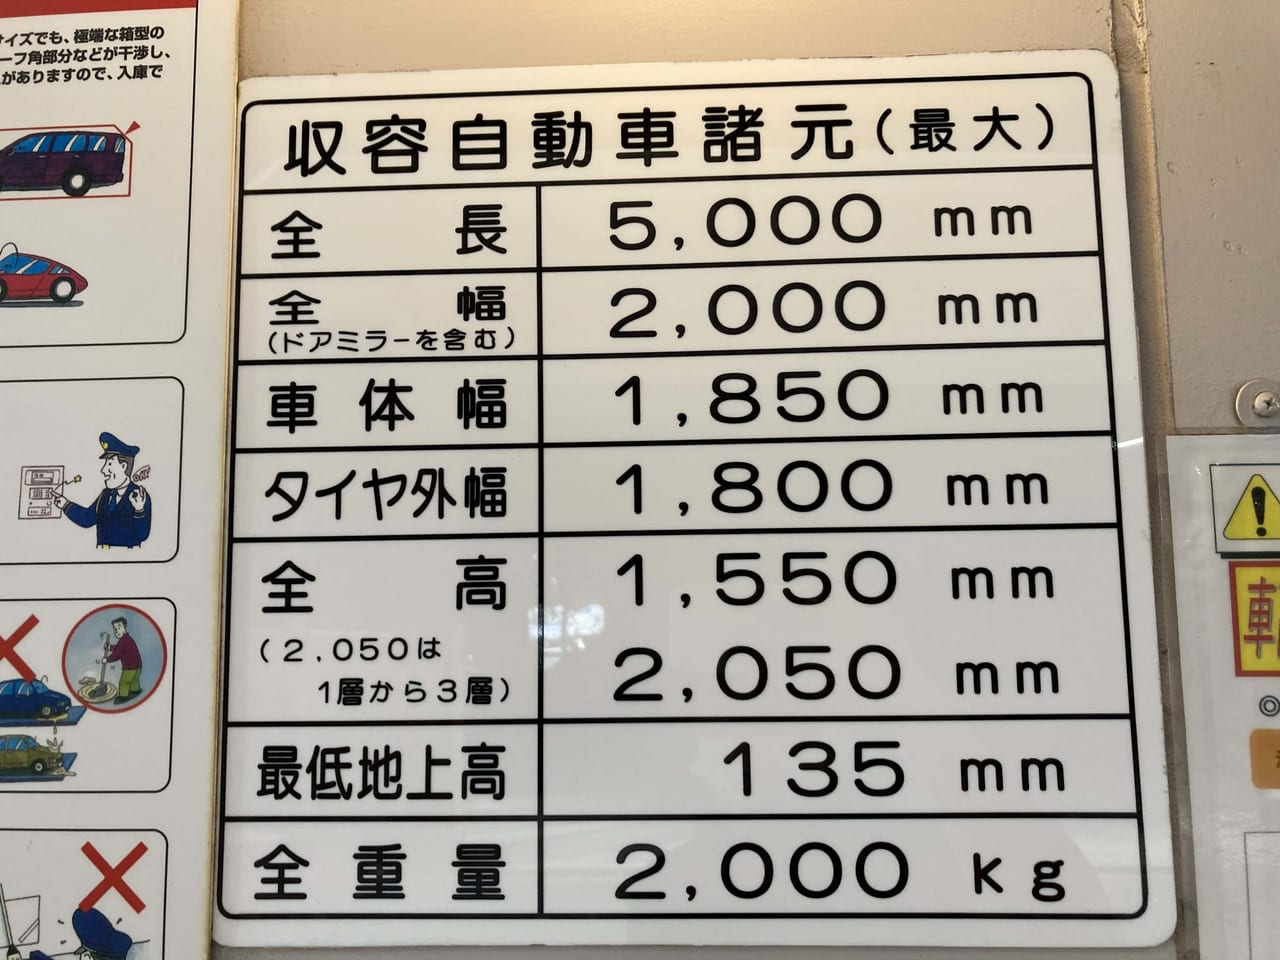 サイズでも、極端な箱型の
ーフ角部分などが干渉し、
がありますので、入庫で
収容自動車諸元(最大)
全長 5,000 mm
全幅 2,000 mm
(ドアミラーを含む)
車体幅 1,850 mm
タイヤ外幅 1,800 mm
全高 1,550 mm
(2,050は
1層から3層) 2,050 mm
最低地上高 135 mm
全重量 2,000 kg
車